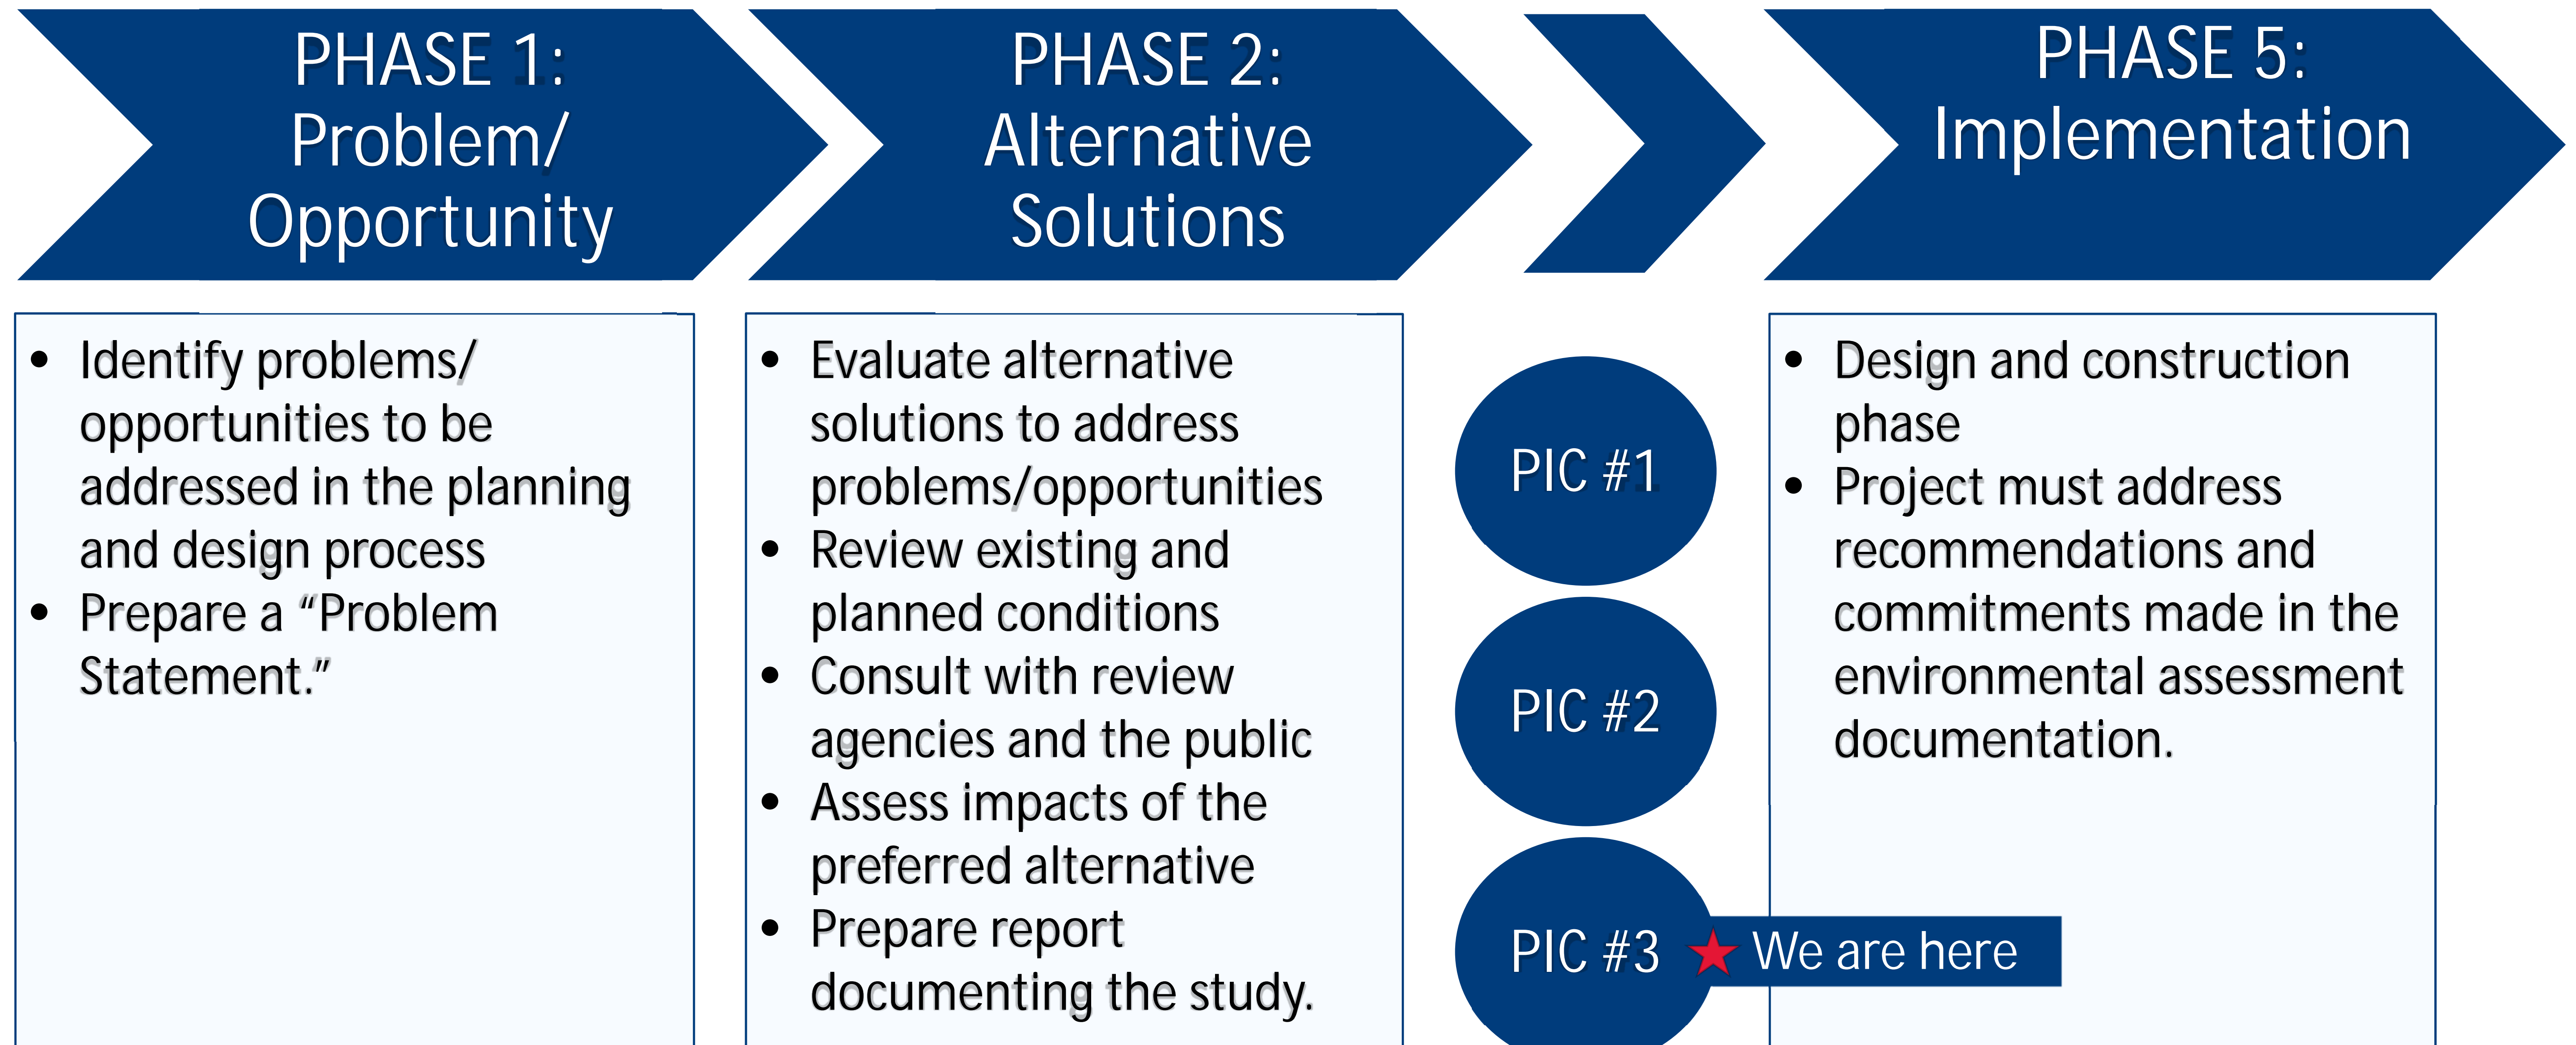 PHASE 1:
Problem/
Opportunity
PHASE 2:
Alternative
Solutions
PHASE 5:
Implementation
• Identify problems/
opportunities to be
addressed in the planning
and design process
• Prepare a “Problem
Statement.”
• Evaluate alternative
solutions to address
problems/opportunities
• Review existing and
planned conditions
• Consult with review
agencies and the public
• Assess impacts of the
preferred alternative
• Prepare report
documenting the study.
PIC #1
PIC #2
PIC #3
We are here
• Design and construction
phase
• Project must address
recommendations and
commitments made in the
environmental assessment
documentation.